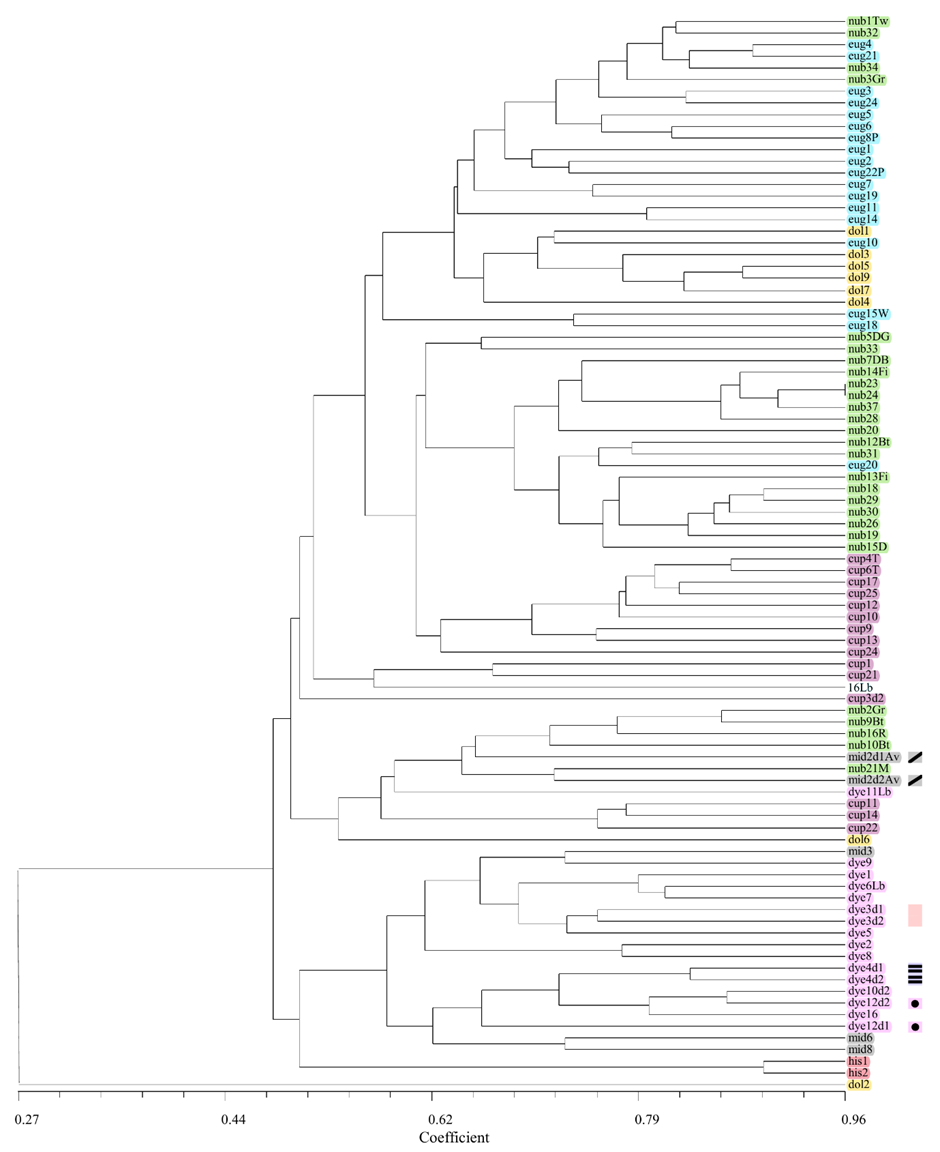 nub1Tw
nub32
eug4
eug21
nub34
nub3Gr
eug3
eug24
eug5
eug6
eug8P
eug1
eug2
eug22P
eug7
eug19
eug11
eug14
dol1
eug10
dol3
dol5
dol9
dol7
dol4
eug15W
eug18
nub5DG
nub33
nub7DB
nub14Fi
nub23
nub24
nub37
nub28
nub20
nub12Bt
nub31
eug20
nub13Fi
nub18
nub29
nub30
nub26
nub19
nub15D
cup4T
cup6T
cup17
cup25
cup12
cup10
cup9
cup13
cup24
cup1
cup21
16Lb
cup3d2
nub2Gr
nub9Bt
nub16R
nub10Bt
mid2d1Av
nub21M
mid2d2Av
dye11Lb
cup11
cup14
cup22
dol6
mid3
dye9
dye1
dye6Lb
dye7
dye3d1
dye3d2
dye5
dye2
dye8
dye4d1
dye4d2
dye10d2
dye12d2
dye16
dye12d1
mid6
mid8
his1
his2
dol2
0.27 0.44 0.62 0.79 0.96
Coefficient